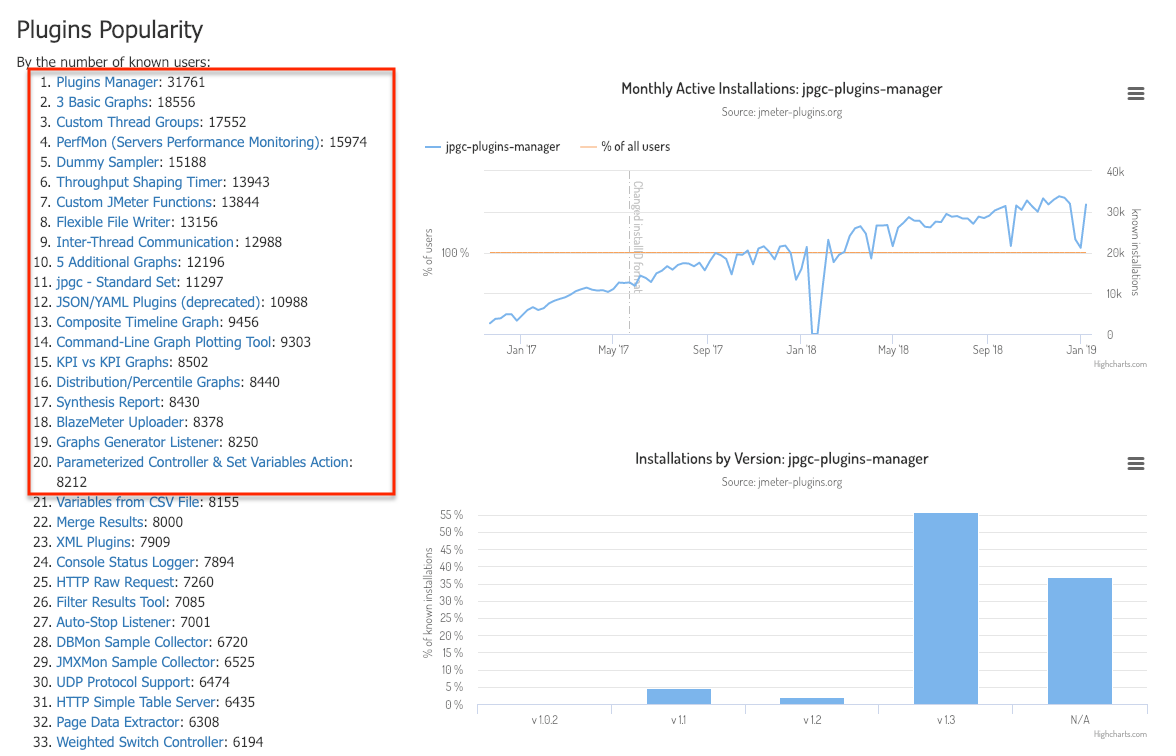 Plugins Popularity
By the number of known users:
1. Plugins Manager: 31761
2. 3 Basic Graphs: 18556
3. Custom Thread Groups: 17552
4. PerfMon (Servers Performance Monitoring): 15974
5. Dummy Sampler: 15188
6. Throughput Shaping Timer: 13943
7. Custom JMeter Functions: 13844
8. Flexible File Writer: 13156
9. Inter-Thread Communication: 12988
10. 5 Additional Graphs: 12196
11. jpgc - Standard Set: 11297
12. JSON/YAML Plugins (deprecated): 10988
13. Composite Timeline Graph: 9456
14. Command-Line Graph Plotting Tool: 9303
15. KPI vs KPI Graphs: 8502
16. Distribution/Percentile Graphs: 8440
17. Synthesis Report: 8430
18. BlazeMeter Uploader: 8378
19. Graphs Generator Listener: 8250
20. Parameterized Controller & Set Variables Action:
8212
21. Variables from CSV File: 8155
22. Merge Results: 8000
23. XML Plugins: 7909
24. Console Status Logger: 7894
25. HTTP Raw Request: 7260
26. Filter Results Tool: 7085
27. Auto-Stop Listener: 7001
28. DBMon Sample Collector: 6720
29. JMXMon Sample Collector: 6525
30. UDP Protocol Support: 6474
31. HTTP Simple Table Server: 6435
32. Page Data Extractor: 6308
33. Weighted Switch Controller: 6194
Monthly Active Installations: jpgc-plugins-manager
Source: jmeter-plugins.org
jpgc-plugins-manager
% of all users
% of users
100 %
Changed installID format
40k
30k
20k
10k
0
known installations
Jan '17
May '17
Sep '17
Jan '18
May '18
Sep '18
Jan '19
Highcharts.com
Installations by Version: jpgc-plugins-manager
Source: jmeter-plugins.org
% of known installations
55 %
50 %
45 %
40 %
35 %
30 %
25 %
20 %
15 %
10 %
5 %
0 %
v 1.0.2
v 1.1
v 1.2
v 1.3
N/A
Highcharts.com